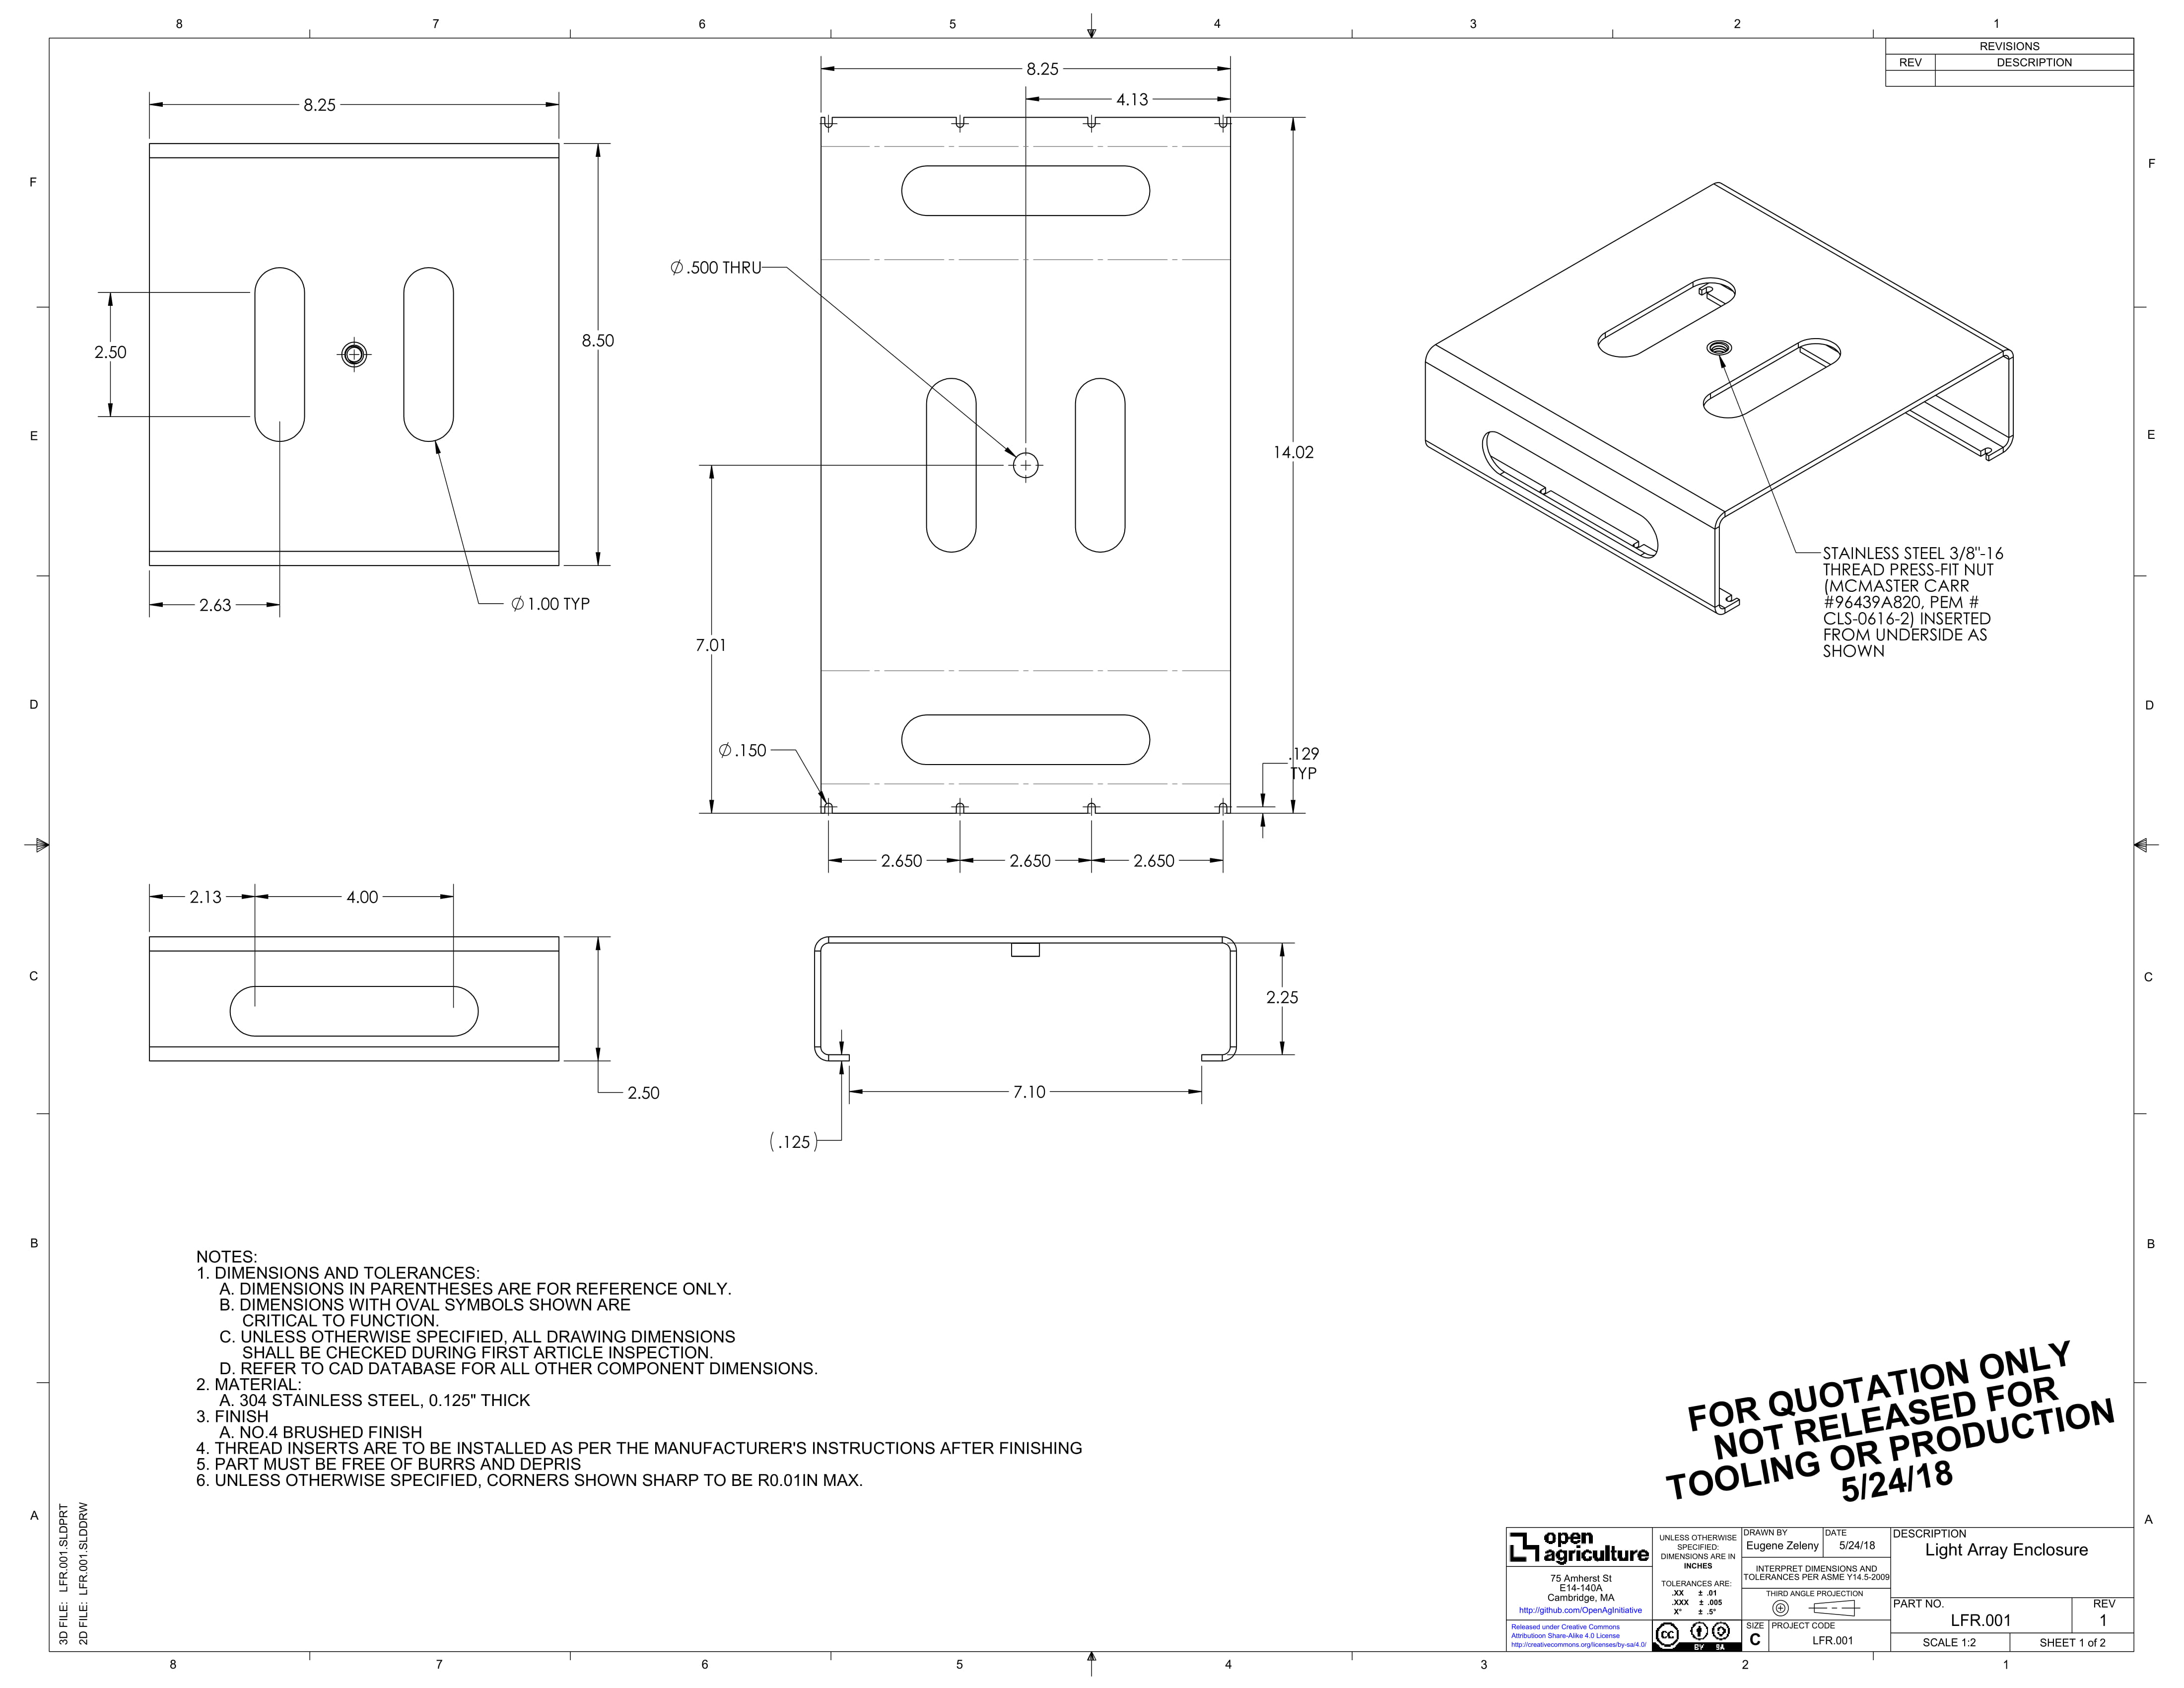 8 7 6 5 4 3 2 1
REVISIONS
REV DESCRIPTION
F
F
E
E
D
D
C
C
B
B
A
A
8.25
8.50
2.50
2.63
Ø 1.00 TYP
8.25
4.13
Ø .500 THRU
14.02
7.01
Ø .150
.129
TYP
2.650 2.650 2.650
STAINLESS STEEL 3/8"-16
THREAD PRESS-FIT NUT
(MCMASTER CARR
#96439A820, PEM #
CLS-0616-2) INSERTED
FROM UNDERSIDE AS
SHOWN
2.13 4.00
2.50
2.25
7.10
( .125 )
NOTES:
1. DIMENSIONS AND TOLERANCES:
A. DIMENSIONS IN PARENTHESES ARE FOR REFERENCE ONLY.
B. DIMENSIONS WITH OVAL SYMBOLS SHOWN ARE
CRITICAL TO FUNCTION.
C. UNLESS OTHERWISE SPECIFIED, ALL DRAWING DIMENSIONS
SHALL BE CHECKED DURING FIRST ARTICLE INSPECTION.
D. REFER TO CAD DATABASE FOR ALL OTHER COMPONENT DIMENSIONS.
2. MATERIAL:
A. 304 STAINLESS STEEL, 0.125" THICK
3. FINISH
A. NO.4 BRUSHED FINISH
4. THREAD INSERTS ARE TO BE INSTALLED AS PER THE MANUFACTURER'S INSTRUCTIONS AFTER FINISHING
5. PART MUST BE FREE OF BURRS AND DEPRIS
6. UNLESS OTHERWISE SPECIFIED, CORNERS SHOWN SHARP TO BE R0.01IN MAX.
3D FILE: LFR.001.SLDPRT
2D FILE: LFR.001.SLDDRW
FOR QUOTATION ONLY
NOT RELEASED FOR
TOOLING OR PRODUCTION
5/24/18
open
agriculture
75 Amherst St
E14-140A
Cambridge, MA
http://github.com/OpenAgInitiative
Released under Creative Commons
Attributioon Share-Alike 4.0 License
http://creativecommons.org/licenses/by-sa/4.0/
UNLESS OTHERWISE
SPECIFIED:
DIMENSIONS ARE IN
INCHES
TOLERANCES ARE:
.XX ± .01
.XXX ± .005
X° ± .5°
cc BY SA
DRAWN BY
Eugene Zeleny
DATE
5/24/18
INTERPRET DIMENSIONS AND
TOLERANCES PER ASME Y14.5-2009
THIRD ANGLE PROJECTION
SIZE
C
PROJECT CODE
LFR.001
DESCRIPTION
Light Array Enclosure
PART NO.
LFR.001
REV
1
SCALE 1:2
SHEET 1 of 2
8 7 6 5 4 3 2 1